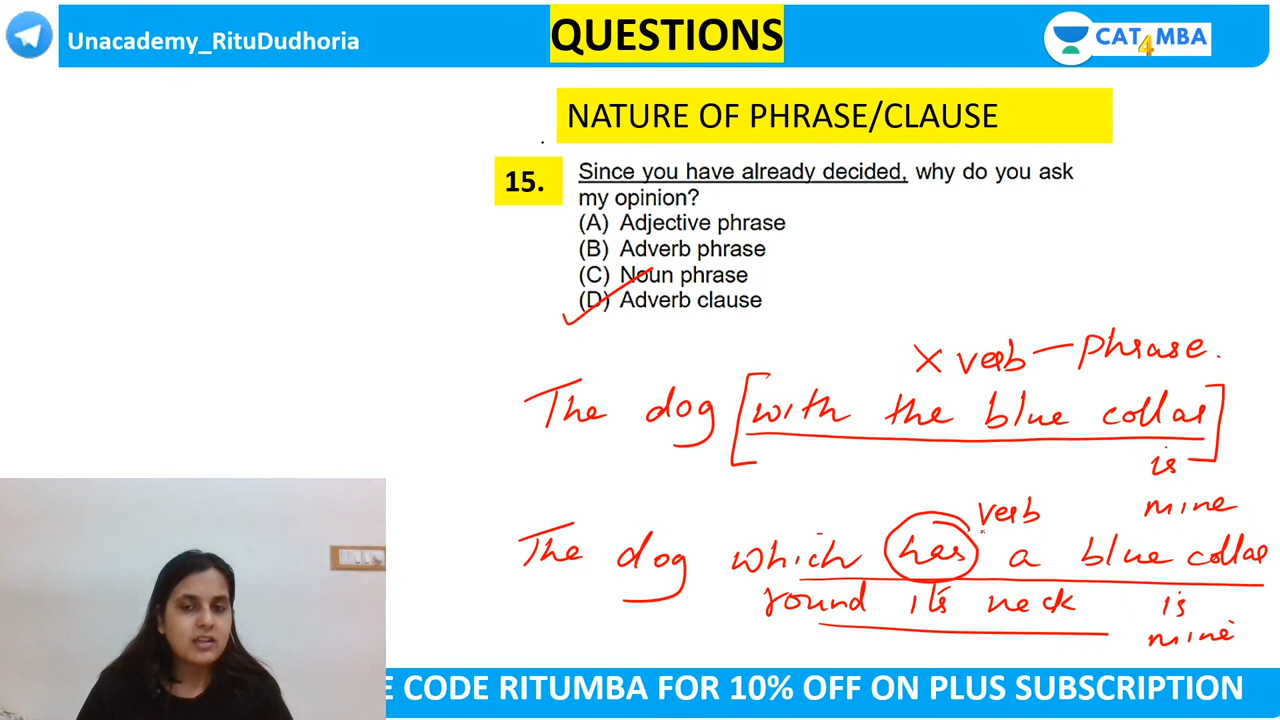 Unacademy_RituDudhoria
QUESTIONS
CAT4MBA
NATURE OF PHRASE/CLAUSE
15.
Since you have already decided, why do you ask
my opinion?
(A) Adjective phrase
(B) Adverb phrase
(C) Noun phrase
(D) Adverb clause
X verb — Phrase.
The dog [with the blue collar]
is
mine
verb
The dog which has a blue collar
round its neck is
mine
E CODE RITUMBA FOR 10% OFF ON PLUS SUBSCRIPTION